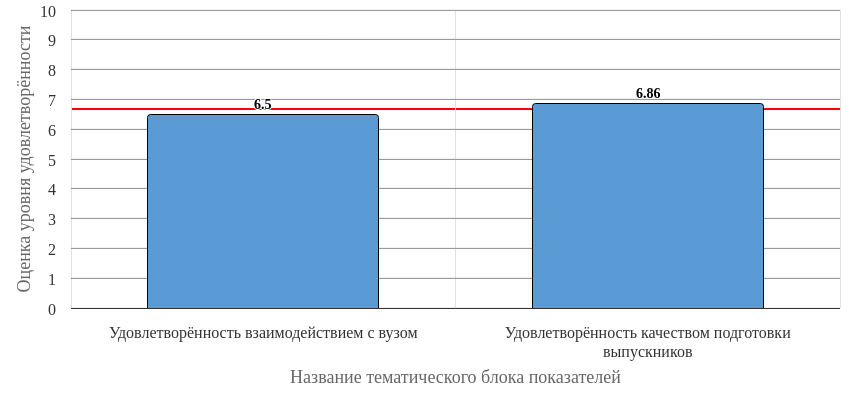 Оценка уровня удовлетворённости
10
9
8
7
6
5
4
3
2
1
0
6.5
6.86
Удовлетворённость взаимодействием с вузом
Удовлетворённость качеством подготовки
выпускников
Название тематического блока показателей